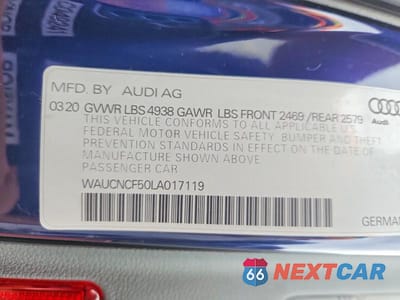 MFD. BY AUDI AG
03.20 GVWR LBS 4938 GAWR LBS FRONT 2469 /REAR 2579
THIS VEHICLE CONFORMS TO ALL APPLICABLE U.S.
FEDERAL MOTOR VEHICLE SAFETY, BUMPER AND THEFT
PREVENTION STANDARDS IN EFFECT ON THE DATE OF
MANUFACTURE SHOWN ABOVE.
PASSENGER CAR
WAUCNCF50LA017119
Audi
GERMAN
66 NEXTCAR